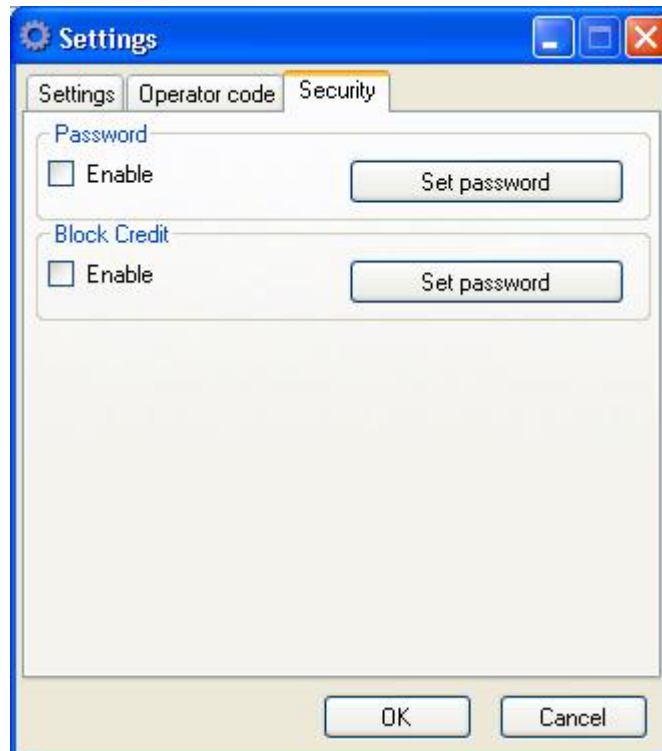 Settings
Settings Operator code Security
Password
Enable Set password
Block Credit
Enable Set password
OK Cancel